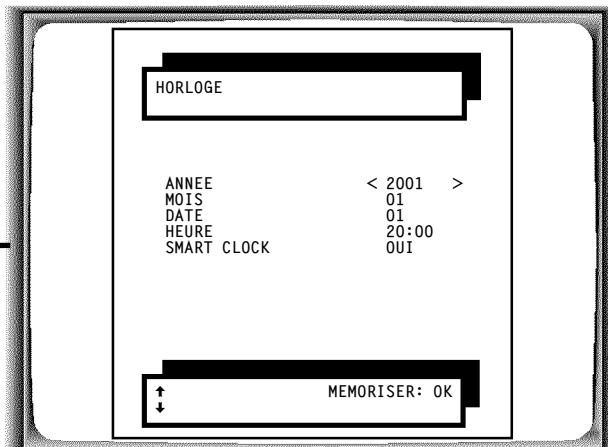 HORLOGE
ANNEE < 2001 >
MOIS 01
DATE 01
HEURE 20:00
SMART CLOCK OUI
↑ MEMORISER: OK
↓